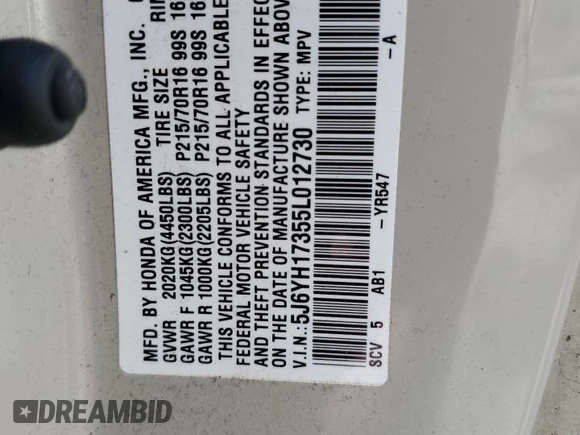 MFD. BY HONDA OF AMERICA MFG., INC.
GVWR 2020KG(4450LBS) TIRE SIZE
GAWR F 1045KG(2300LBS) P215/70R16 99S 16
GAWR R 1000KG(2205LBS) P215/70R16 99S 16
THIS VEHICLE CONFORMS TO ALL APPLICABLE
FEDERAL MOTOR VEHICLE SAFETY
AND THEFT PREVENTION STANDARDS IN EFFEC
ON THE DATE OF MANUFACTURE SHOWN ABOV
V.I.N.:5J6YH17355L012730 TYPE: MPV
SCV 5 AB1 -YR547 -A
DREAMBID